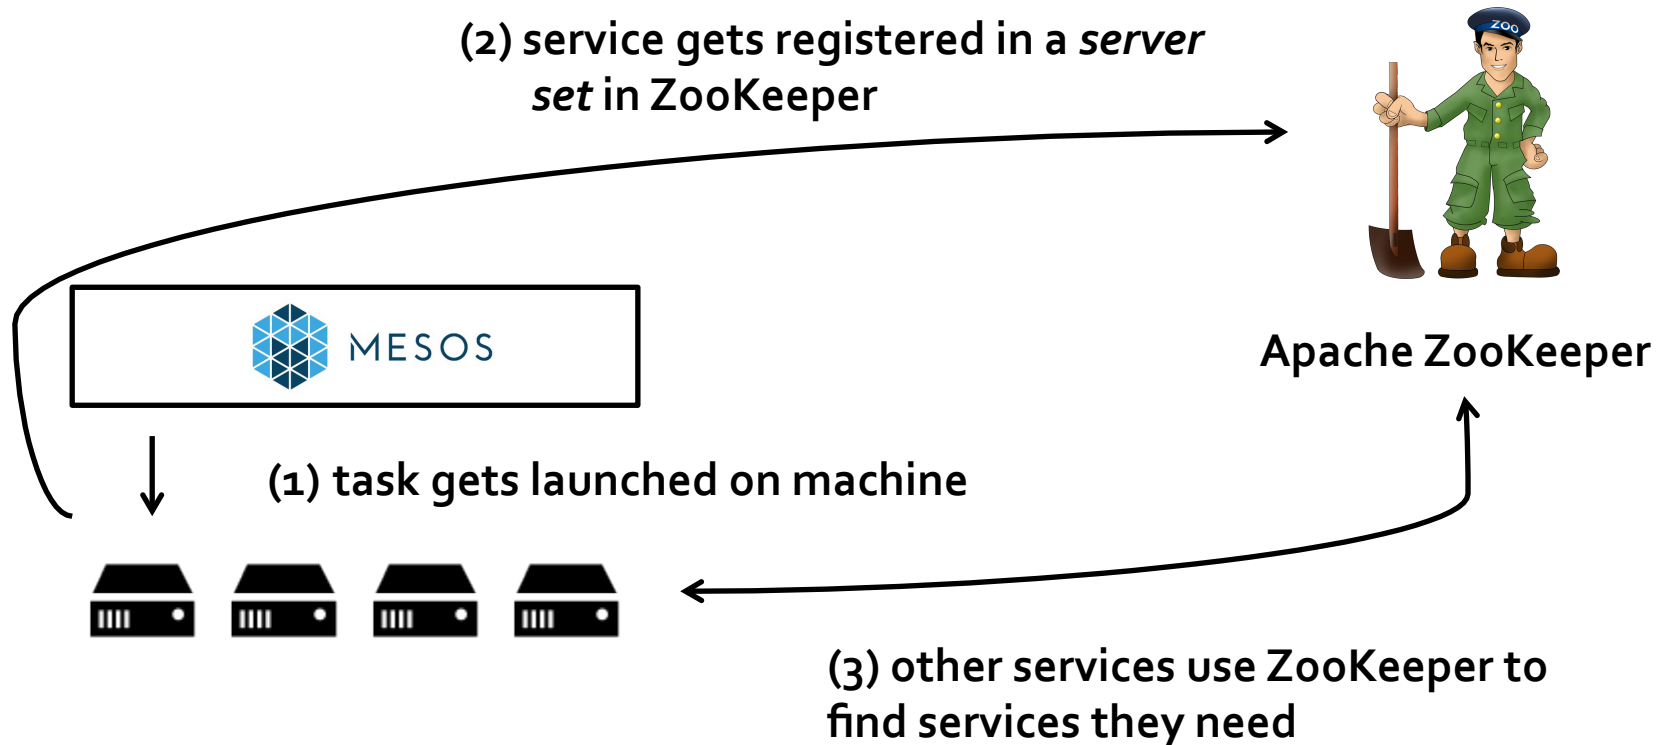 (2) service gets registered in a server
set in ZooKeeper
ZOO
MESOS
Apache ZooKeeper
(1) task gets launched on machine
(3) other services use ZooKeeper to
find services they need